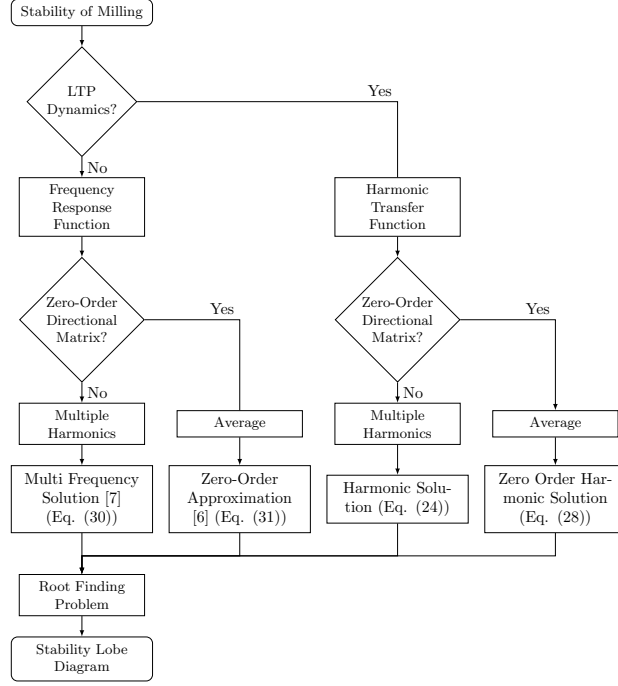 Stability of Milling
LTP
Dynamics?
Yes
No
Frequency
Response
Function
Harmonic
Transfer
Function
Zero-Order
Directional
Matrix?
Yes
Zero-Order
Directional
Matrix?
Yes
No
No
Multiple
Harmonics
Average
Multiple
Harmonics
Average
Multi Frequency
Solution [7]
(Eq. (30))
Zero-Order
Approximation
[6] (Eq. (31))
Harmonic Solu-
tion (Eq. (24))
Zero Order Har-
monic Solution
(Eq. (28))
Root Finding
Problem
Stability Lobe
Diagram